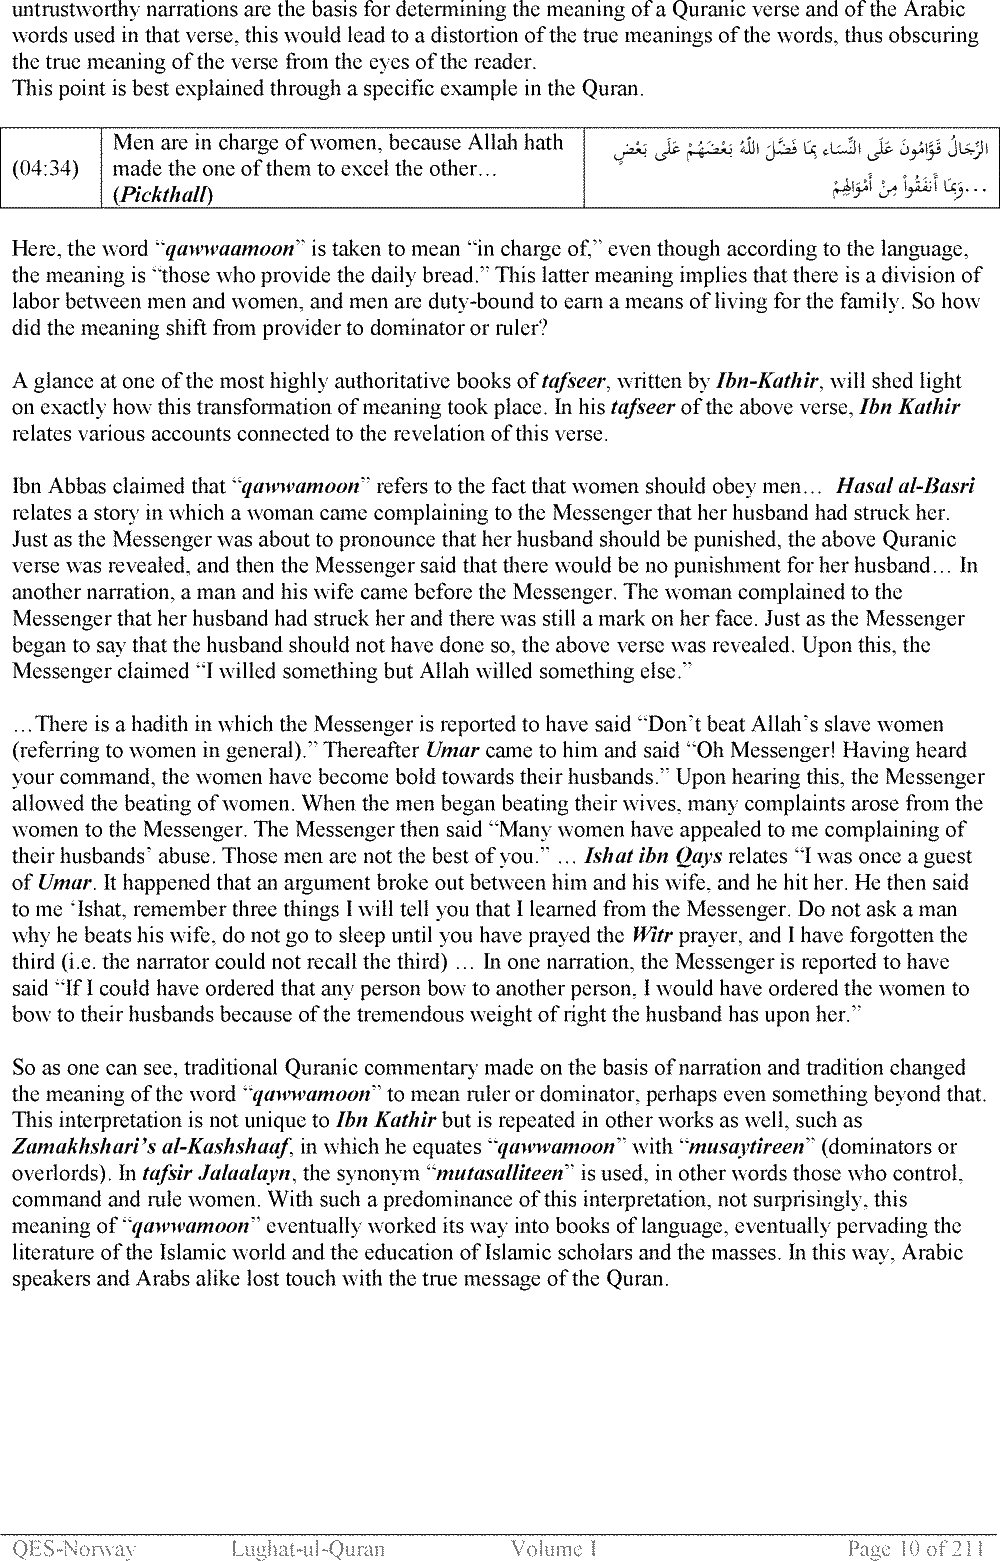 untrustworthy narrations are the basis for determining the meaning of a Quranic verse and of the Arabic
words used in that verse, this would lead to a distortion of the true meanings of the words, thus obscuring
the true meaning of the verse from the eyes of the reader.
This point is best explained through a specific example in the Quran.
(04:34)
Men are in charge of women, because Allah hath
made the one of them to excel the other…
(Pickthall)
الرِّجَالُ قَوَّامُونَ عَلَى النِّسَاء بِمَا فَضَّلَ اللّهُ بَعْضَهُمْ عَلَى بَعْضٍ
...وَبِمَا أَنفَقُواْ مِنْ أَمْوَالِهِمْ
Here, the word “qawwaamoon” is taken to mean “in charge of,” even though according to the language,
the meaning is “those who provide the daily bread.” This latter meaning implies that there is a division of
labor between men and women, and men are duty-bound to earn a means of living for the family. So how
did the meaning shift from provider to dominator or ruler?
A glance at one of the most highly authoritative books of tafseer, written by Ibn-Kathir, will shed light
on exactly how this transformation of meaning took place. In his tafseer of the above verse, Ibn Kathir
relates various accounts connected to the revelation of this verse.
Ibn Abbas claimed that “qawwamoon” refers to the fact that women should obey men… Hasal al-Basri
relates a story in which a woman came complaining to the Messenger that her husband had struck her.
Just as the Messenger was about to pronounce that her husband should be punished, the above Quranic
verse was revealed, and then the Messenger said that there would be no punishment for her husband… In
another narration, a man and his wife came before the Messenger. The woman complained to the
Messenger that her husband had struck her and there was still a mark on her face. Just as the Messenger
began to say that the husband should not have done so, the above verse was revealed. Upon this, the
Messenger claimed “I willed something but Allah willed something else.”
…There is a hadith in which the Messenger is reported to have said “Don’t beat Allah’s slave women
(referring to women in general).” Thereafter Umar came to him and said “Oh Messenger! Having heard
your command, the women have become bold towards their husbands.” Upon hearing this, the Messenger
allowed the beating of women. When the men began beating their wives, many complaints arose from the
women to the Messenger. The Messenger then said “Many women have appealed to me complaining of
their husbands’ abuse. Those men are not the best of you.” … Ishat ibn Qays relates “I was once a guest
of Umar. It happened that an argument broke out between him and his wife, and he hit her. He then said
to me ‘Ishat, remember three things I will tell you that I learned from the Messenger. Do not ask a man
why he beats his wife, do not go to sleep until you have prayed the Witr prayer, and I have forgotten the
third (i.e. the narrator could not recall the third) … In one narration, the Messenger is reported to have
said “If I could have ordered that any person bow to another person, I would have ordered the women to
bow to their husbands because of the tremendous weight of right the husband has upon her.”
So as one can see, traditional Quranic commentary made on the basis of narration and tradition changed
the meaning of the word “qawwamoon” to mean ruler or dominator, perhaps even something beyond that.
This interpretation is not unique to Ibn Kathir but is repeated in other works as well, such as
Zamakhshari’s al-Kashshaaf, in which he equates “qawwamoon” with “musaytireen” (dominators or
overlords). In tafsir Jalaalayn, the synonym “mutasalliteen” is used, in other words those who control,
command and rule women. With such a predominance of this interpretation, not surprisingly, this
meaning of “qawwamoon” eventually worked its way into books of language, eventually pervading the
literature of the Islamic world and the education of Islamic scholars and the masses. In this way, Arabic
speakers and Arabs alike lost touch with the true message of the Quran.
QES-Norway Lughat-ul-Quran Volume I Page 10 of 211